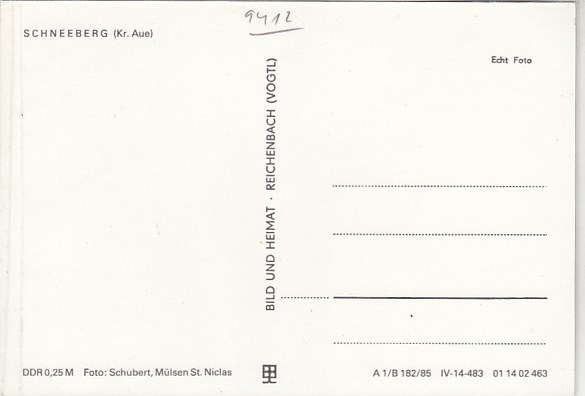 9412
SCHNEEBERG (Kr. Aue)
Echt Foto
BILD UND HEIMAT · REICHENBACH (VOGTL)
DDR 0,25 M Foto: Schubert, Mülsen St. Niclas
A 1/B 182/85 IV-14-483 01 14 02 463